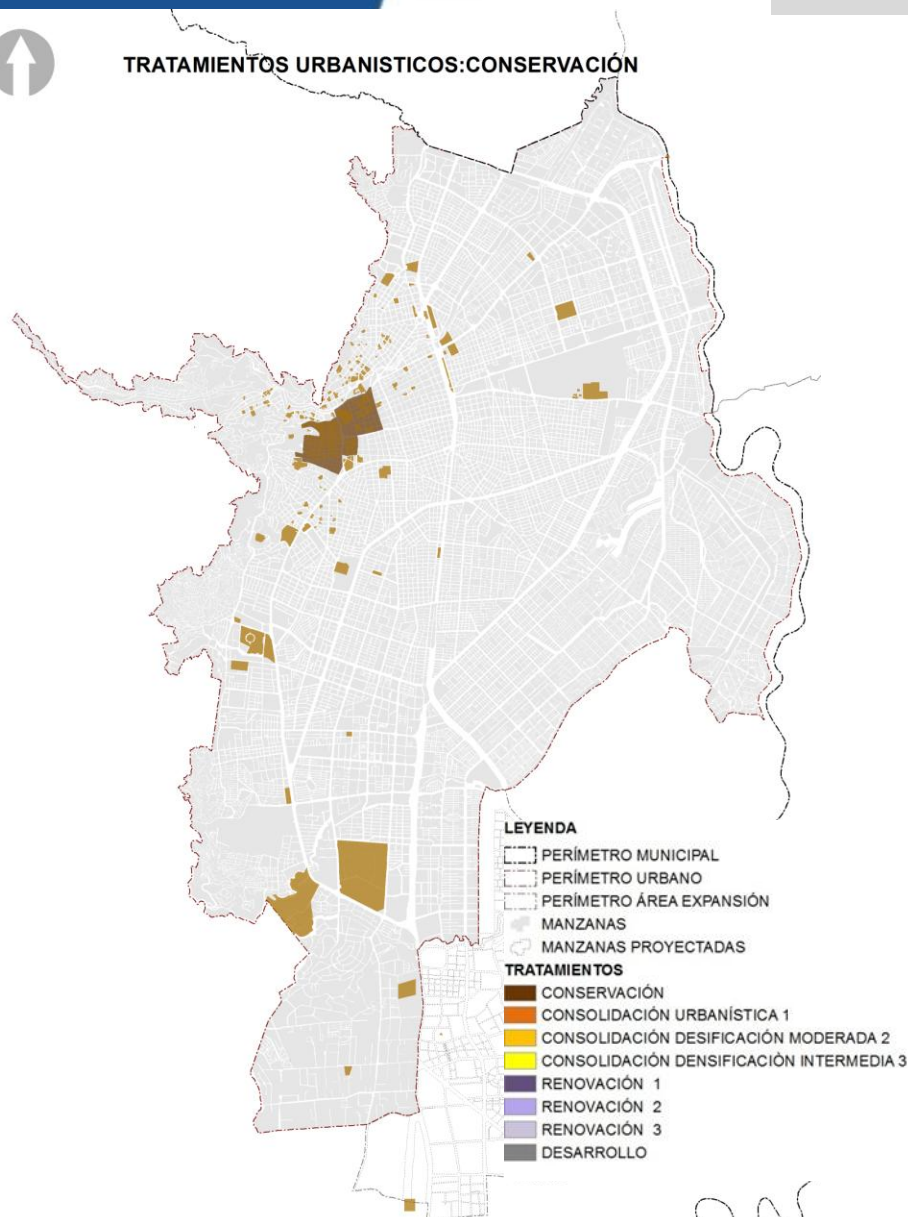 TRATAMIENTOS URBANISTICOS:CONSERVACIÓN
LEYENDA
PERÍMETRO MUNICIPAL
PERÍMETRO URBANO
PERÍMETRO ÁREA EXPANSIÓN
MANZANAS
MANZANAS PROYECTADAS
TRATAMIENTOS
CONSERVACIÓN
CONSOLIDACIÓN URBANÍSTICA 1
CONSOLIDACIÓN DESIFICACIÓN MODERADA 2
CONSOLIDACIÓN DENSIFICACIÒN INTERMEDIA 3
RENOVACIÓN 1
RENOVACIÓN 2
RENOVACIÓN 3
DESARROLLO